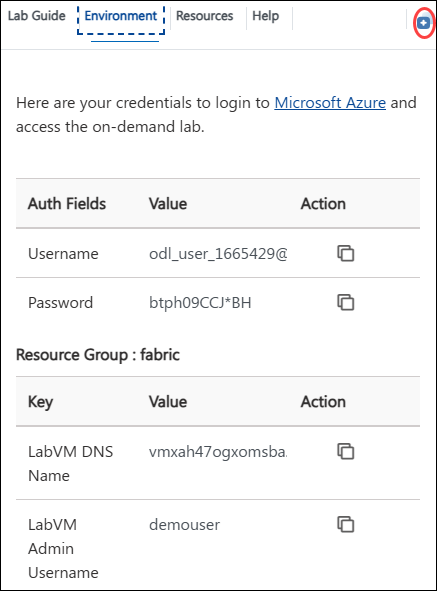 Lab Guide Environment Resources Help
Here are your credentials to login to Microsoft Azure and
access the on-demand lab.
Auth Fields Value Action
Username odl_user_1665429@
Password btph09CCJ*BH
Resource Group : fabric
Key Value Action
LabVM DNS vmxah47ogxomsba.
Name
LabVM demouser
Admin
Username